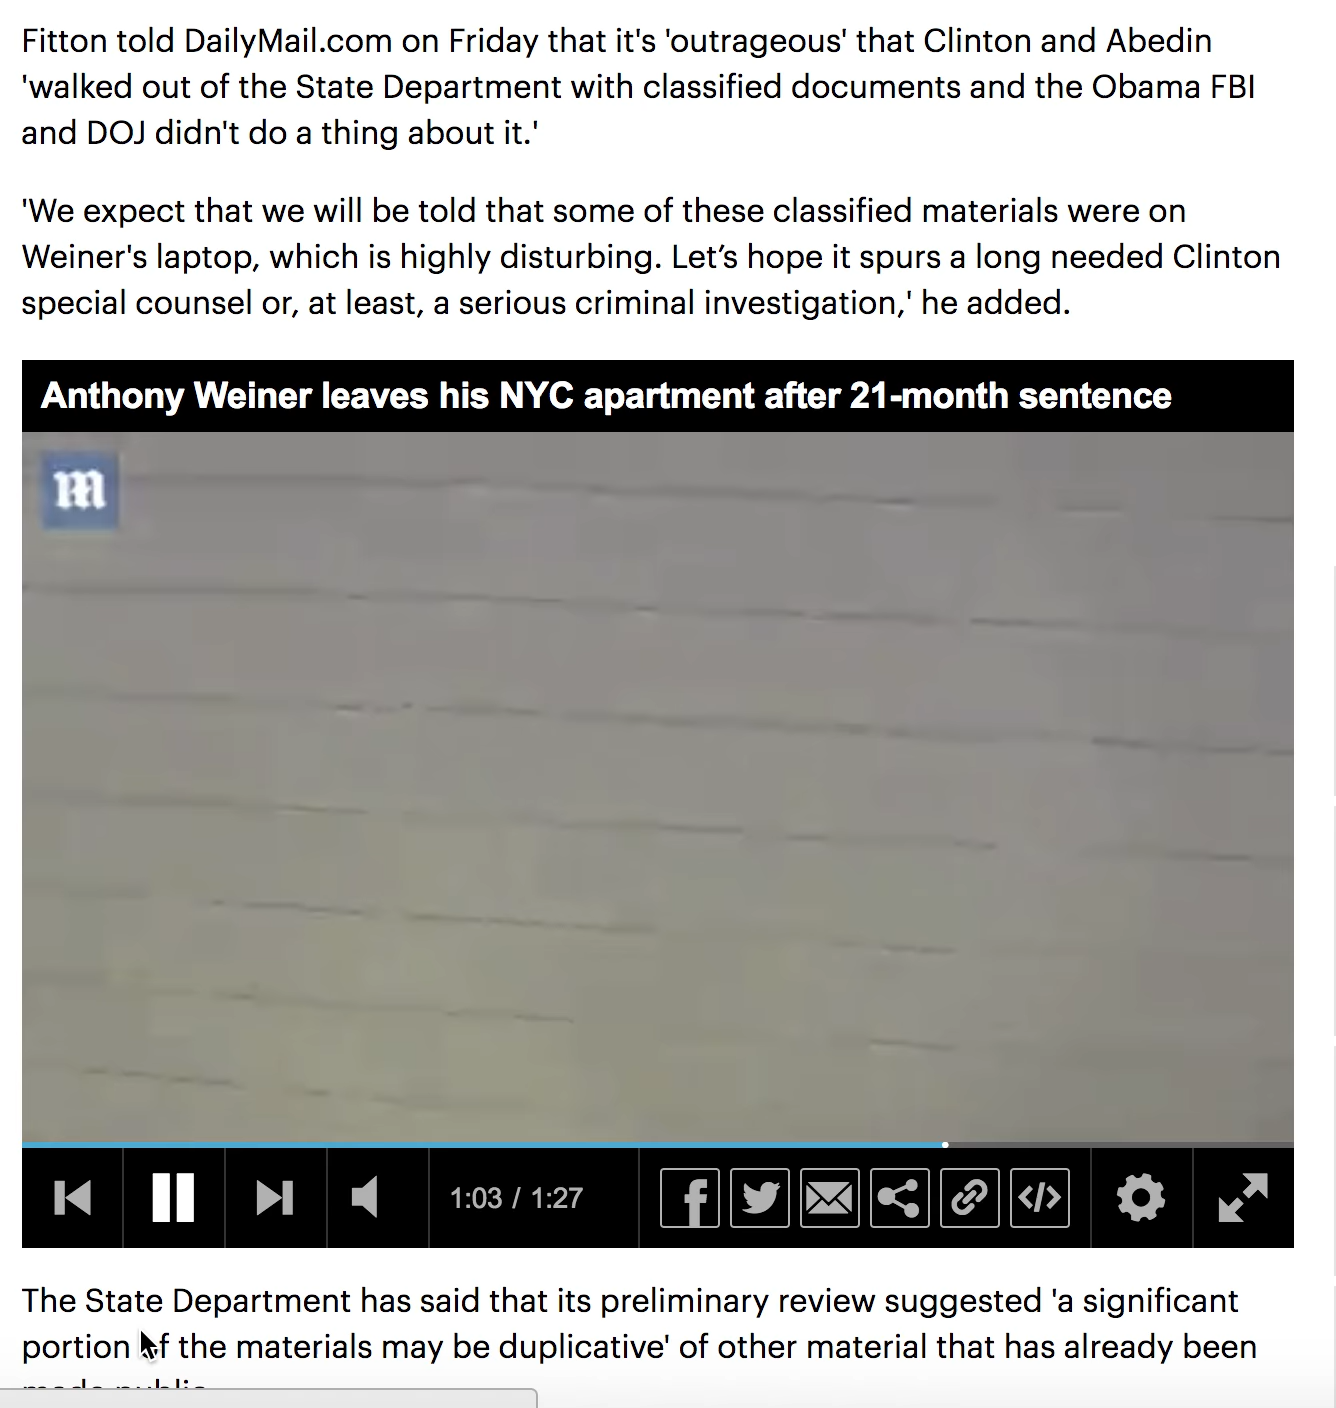 Fitton told DailyMail.com on Friday that it's 'outrageous' that Clinton and Abedin
'walked out of the State Department with classified documents and the Obama FBI
and DOJ didn't do a thing about it.'
'We expect that we will be told that some of these classified materials were on
Weiner's laptop, which is highly disturbing. Let’s hope it spurs a long needed Clinton
special counsel or, at least, a serious criminal investigation,' he added.
Anthony Weiner leaves his NYC apartment after 21-month sentence
m
1:03 / 1:27
The State Department has said that its preliminary review suggested 'a significant
portion of the materials may be duplicative' of other material that has already been